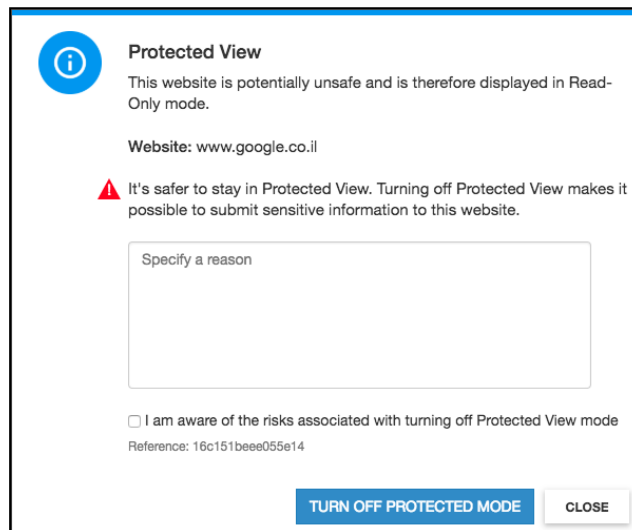 Protected View
This website is potentially unsafe and is therefore displayed in Read-
Only mode.
Website: www.google.co.il
It's safer to stay in Protected View. Turning off Protected View makes it
possible to submit sensitive information to this website.
Specify a reason
I am aware of the risks associated with turning off Protected View mode
Reference: 16c151beee055e14
TURN OFF PROTECTED MODE CLOSE